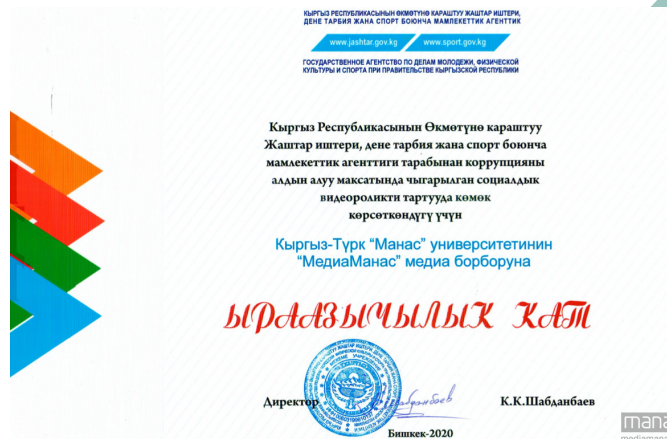 КЫРГЫЗ РЕСПУБЛИКАСЫНЫН ӨКМӨТҮНӨ КАРАШТУУ ЖАШТАР ИШТЕРИ,
ДЕНЕ ТАРБИЯ ЖАНА СПОРТ БОЮНЧА МАМЛЕКЕТТИК АГЕНТТИК
www.jashtar.gov.kg www.sport.gov.kg
ГОСУДАРСТВЕННОЕ АГЕНТСТВО ПО ДЕЛАМ МОЛОДЕЖИ, ФИЗИЧЕСКОЙ
КУЛЬТУРЫ И СПОРТА ПРИ ПРАВИТЕЛЬСТВЕ КЫРГЫЗСКОЙ РЕСПУБЛИКИ
Кыргыз Республикасынын Өкмөтүнө караштуу
Жаштар иштери, дене тарбия жана спорт боюнча
мамлекеттик агенттиги тарабынан коррупцияны
алдын алуу максатында чыгарылган социалдык
видеороликти тартууда көмөк
көрсөткөндүгү үчүн
Кыргыз-Түрк “Манас” университетинин
“МедиаМанас” медиа борборуна
ЫРААЗЫЧЫЛЫК КАТ
Директор К.К.Шабданбаев
Бишкек-2020